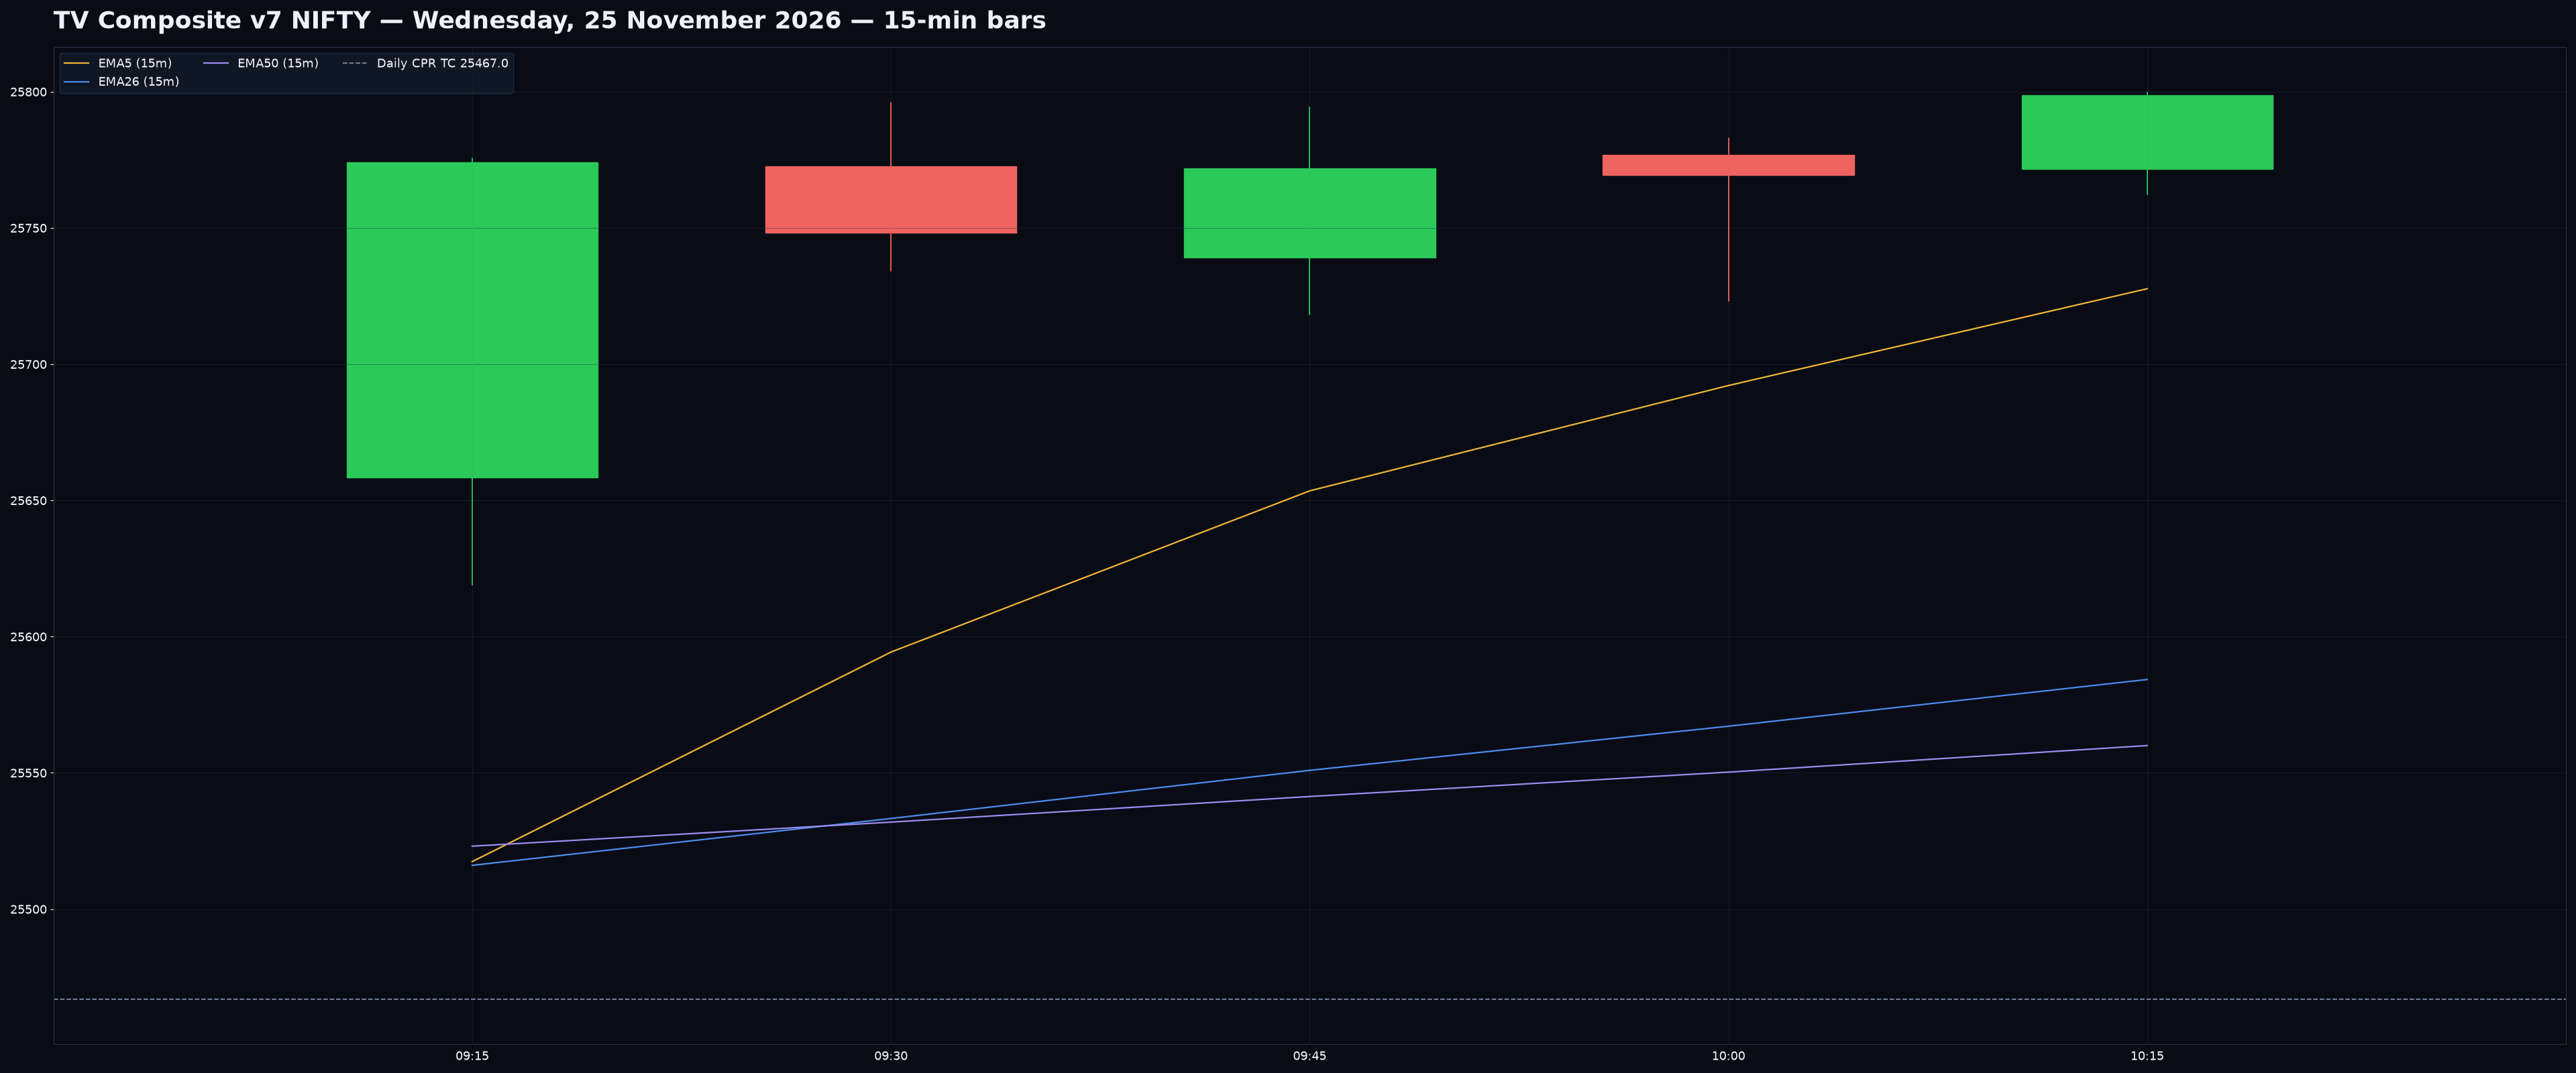 TV Composite v7 NIFTY — Wednesday, 25 November 2026 — 15-min bars
EMA5 (15m) EMA50 (15m) Daily CPR TC 25467.0
EMA26 (15m)
25800
25750
25700
25650
25600
25550
25500
09:15 09:30 09:45 10:00 10:15